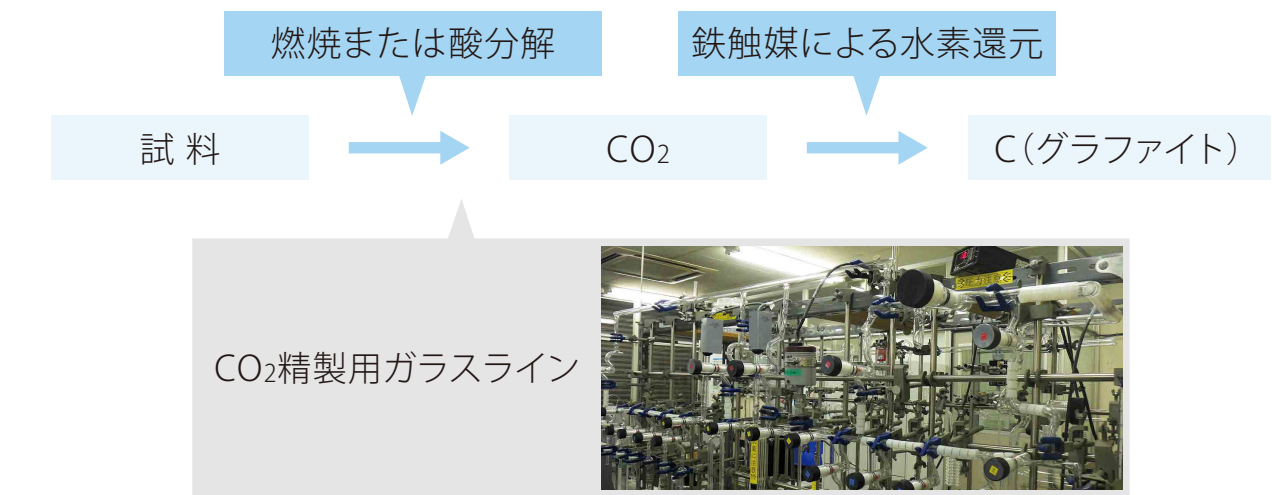 燃焼または酸分解
鉄触媒による水素還元
試 料
CO2
C（グラファイト）
CO2精製用ガラスライン